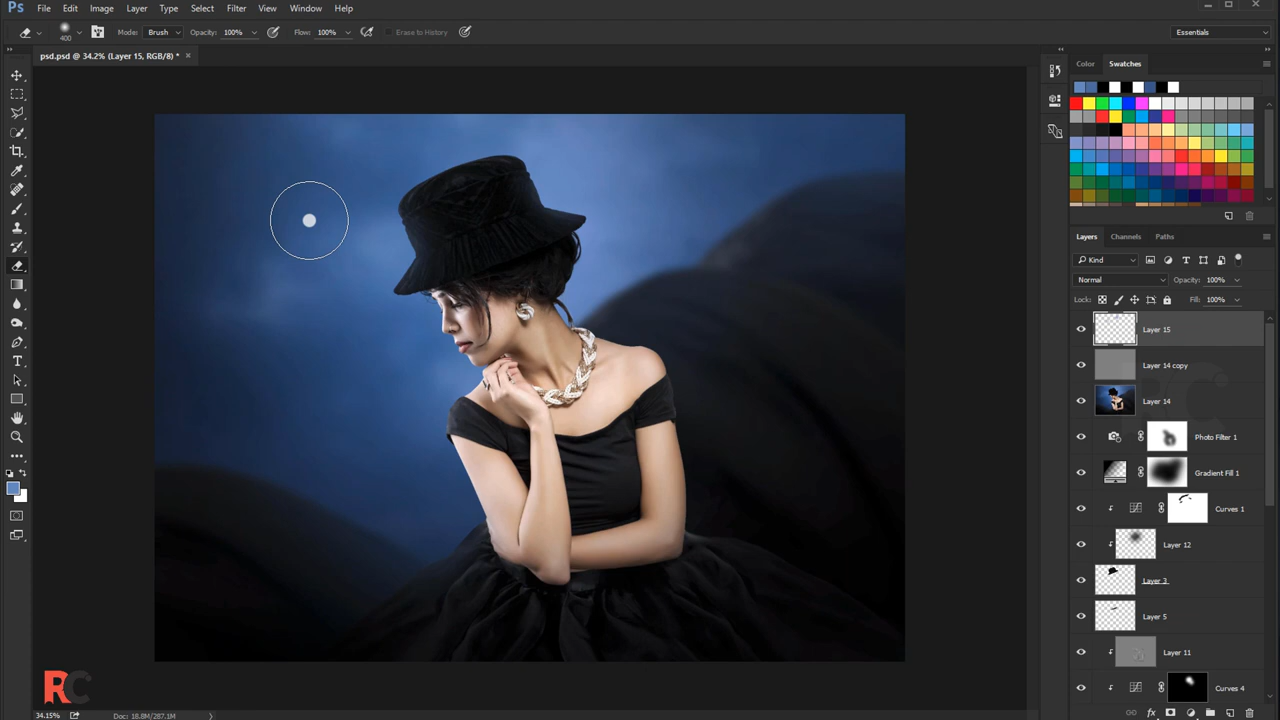 Ps File Edit Image Layer Type Select Filter View Window Help
400 Mode: Brush Opacity: 100% Flow: 100% Erase to History Essentials
psd.psd @ 34.2% (Layer 15, RGB/8) * ×
Color Swatches
Layers Channels Paths
Kind
Normal Opacity: 100%
Lock: Fill: 100%
Layer 15
Layer 14 copy
Layer 14
Photo Filter 1
Gradient Fill 1
Curves 1
Layer 12
Layer 3
Layer 5
Layer 11
Curves 4
RC
34.15% Doc: 18.8M/287.1M
fx